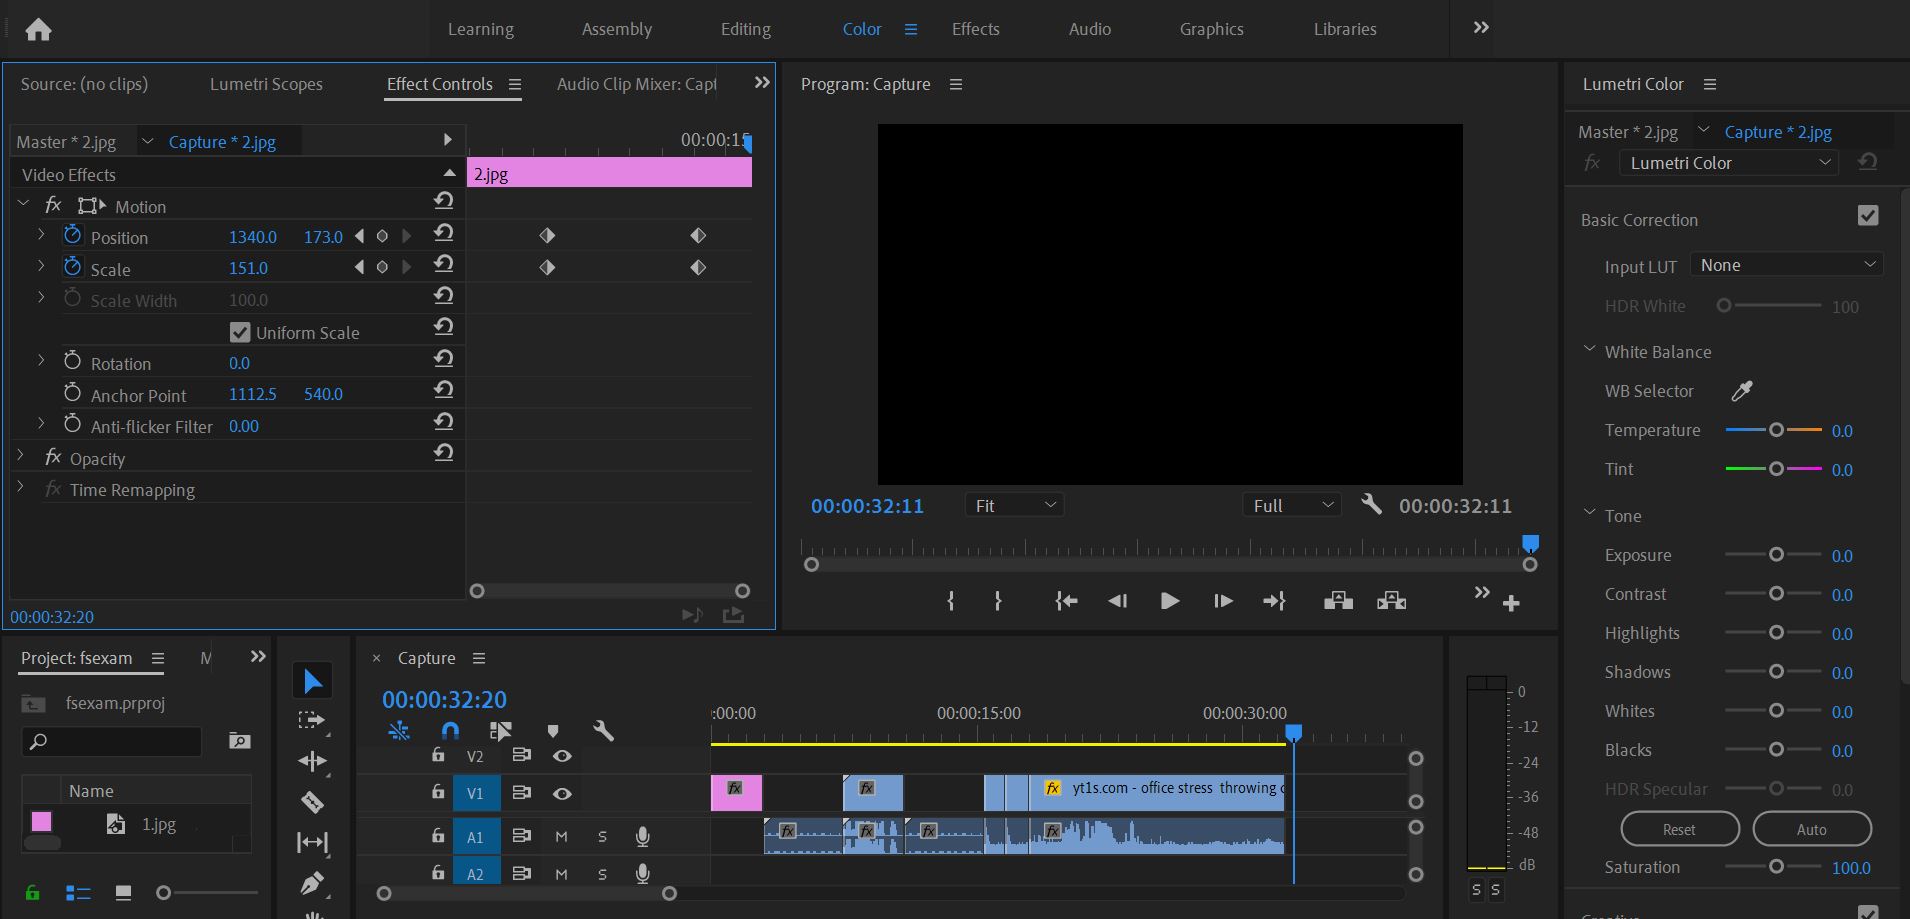 Learning Assembly Editing Color Effects Audio Graphics Libraries
Source: (no clips) Lumetri Scopes Effect Controls Audio Clip Mixer: Capt
Master * 2.jpg Capture * 2.jpg 00:00:15
Video Effects 2.jpg
fx Motion
Position 1340.0 173.0
Scale 151.0
Scale Width 100.0
Uniform Scale
Rotation 0.0
Anchor Point 1112.5 540.0
Anti-flicker Filter 0.00
fx Opacity
fx Time Remapping
00:00:32:20
Program: Capture
00:00:32:11 Fit Full 00:00:32:11
Lumetri Color
Master * 2.jpg Capture * 2.jpg
fx Lumetri Color
Basic Correction
Input LUT None
HDR White 100
White Balance
WB Selector
Temperature 0.0
Tint 0.0
Tone
Exposure 0.0
Contrast 0.0
Highlights 0.0
Shadows 0.0
Whites 0.0
Blacks 0.0
HDR Specular 0.0
Reset Auto
Saturation 100.0
Project: fsexam M
fsexam.prproj
Name
1.jpg
× Capture
00:00:32:20
:00:00 00:00:15:00 00:00:30:00
V2
V1 fx fx fx yt1s.com - office stress throwing c
A1 M S fx fx fx fx
A2 M S
0
-12
-24
-36
-48
dB
S S